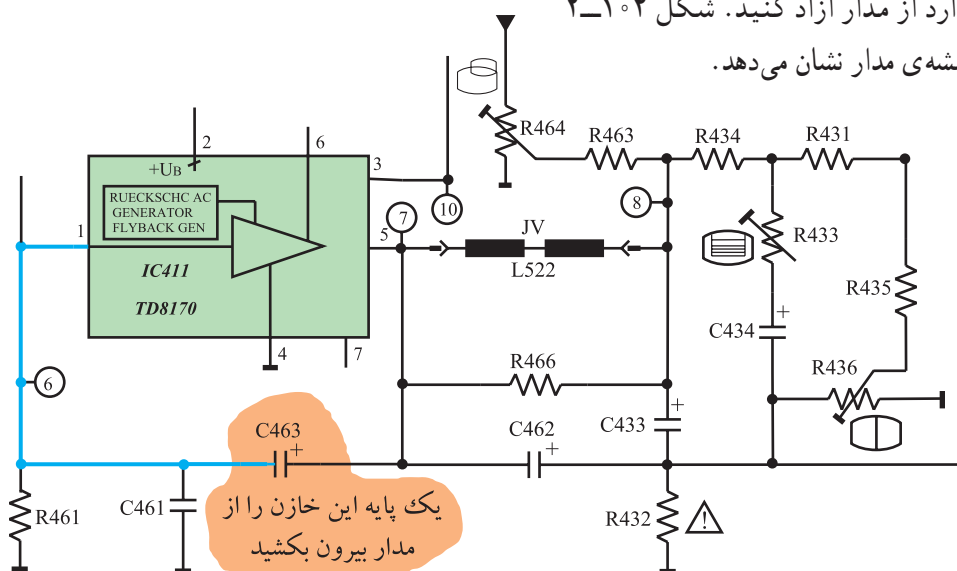 ارد از مدار آزاد کنید. شکل ۱۰۲–۲
شه‌ی مدار نشان می‌دهد.
R464
R463
R434
R431
2
6
3
+UB
RUECKSCHC AC
GENERATOR
FLYBACK GEN
10
7
8
1
5
JV
R433
IC411
L522
TD8170
R435
C434
4
7
R466
R436
6
C463
+
C462
+
C433
+
+
R461
C461
یک پایه این خازن را از
مدار بیرون بکشید
R432
!